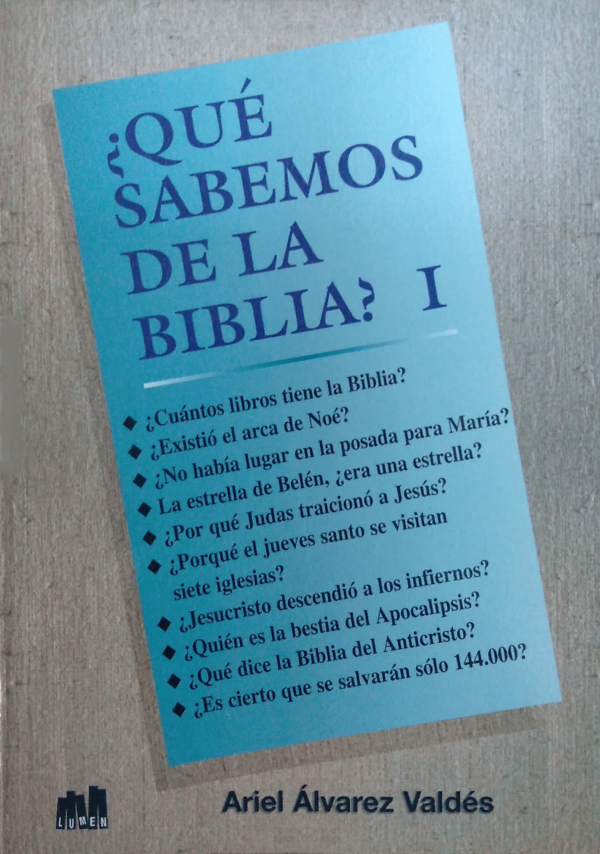 ¿QUÉ
SABEMOS
DE LA
BIBLIA? I
◆ ¿Cuántos libros tiene la Biblia?
◆ ¿Existió el arca de Noé?
◆ ¿No había lugar en la posada para María?
◆ La estrella de Belén, ¿era una estrella?
◆ ¿Por qué Judas traicionó a Jesús?
◆ ¿Porqué el jueves santo se visitan
siete iglesias?
◆ ¿Jesucristo descendió a los infiernos?
◆ ¿Quién es la bestia del Apocalipsis?
◆ ¿Qué dice la Biblia del Anticristo?
◆ ¿Es cierto que se salvarán sólo 144.000?
LUMEN
Ariel Álvarez Valdés